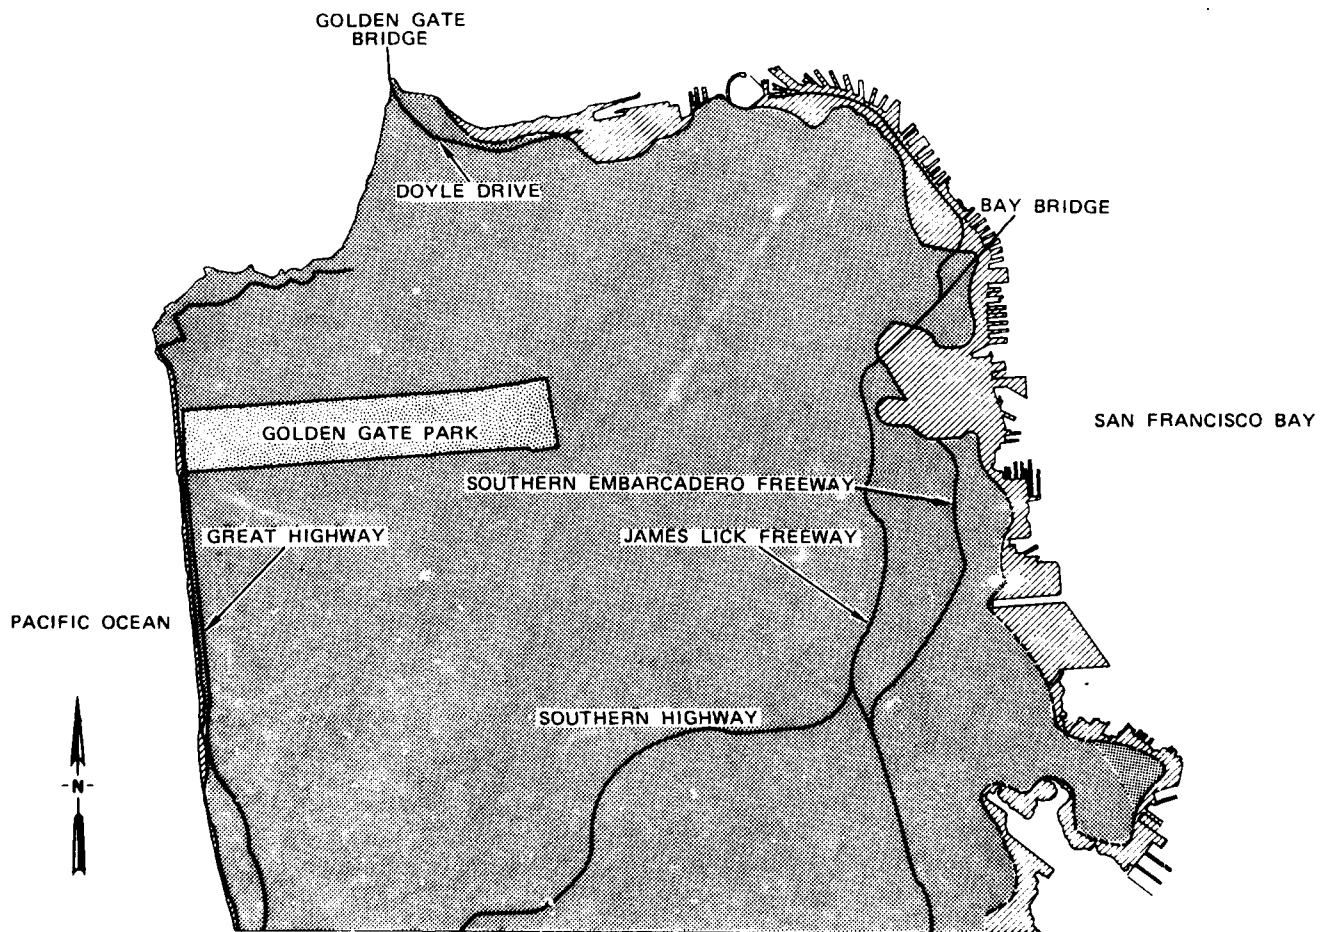 GOLDEN GATE
BRIDGE
DOYLE DRIVE
BAY BRIDGE
GOLDEN GATE PARK
SAN FRANCISCO BAY
SOUTHERN EMBARCADERO FREEWAY
GREAT HIGHWAY
JAMES LICK FREEWAY
PACIFIC OCEAN
SOUTHERN HIGHWAY
-N-